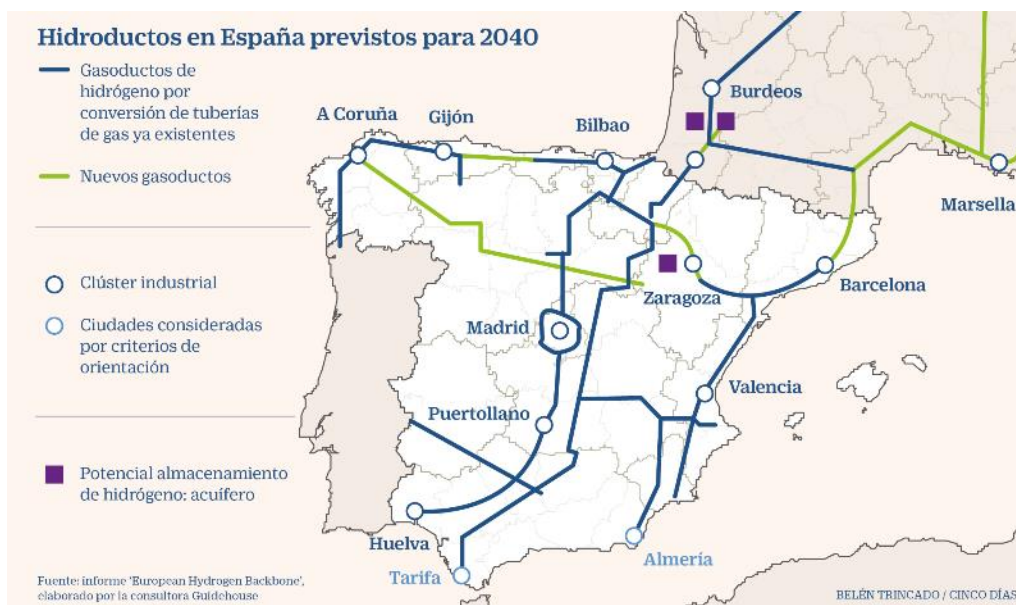 Hidroductos en España previstos para 2040
Gasoductos de
hidrógeno por
conversión de tuberías
de gas ya existentes
Nuevos gasoductos
Clúster industrial
Ciudades consideradas
por criterios de
orientación
Potencial almacenamiento
de hidrógeno: acuífero
A Coruña
Gijón
Bilbao
Burdeos
Marsella
Zaragoza
Barcelona
Madrid
Valencia
Puertollano
Huelva
Tarifa
Almería
Fuente: informe ‘European Hydrogen Backbone’,
elaborado por la consultora Guidehouse
BELÉN TRINCADO / CINCO DÍAS